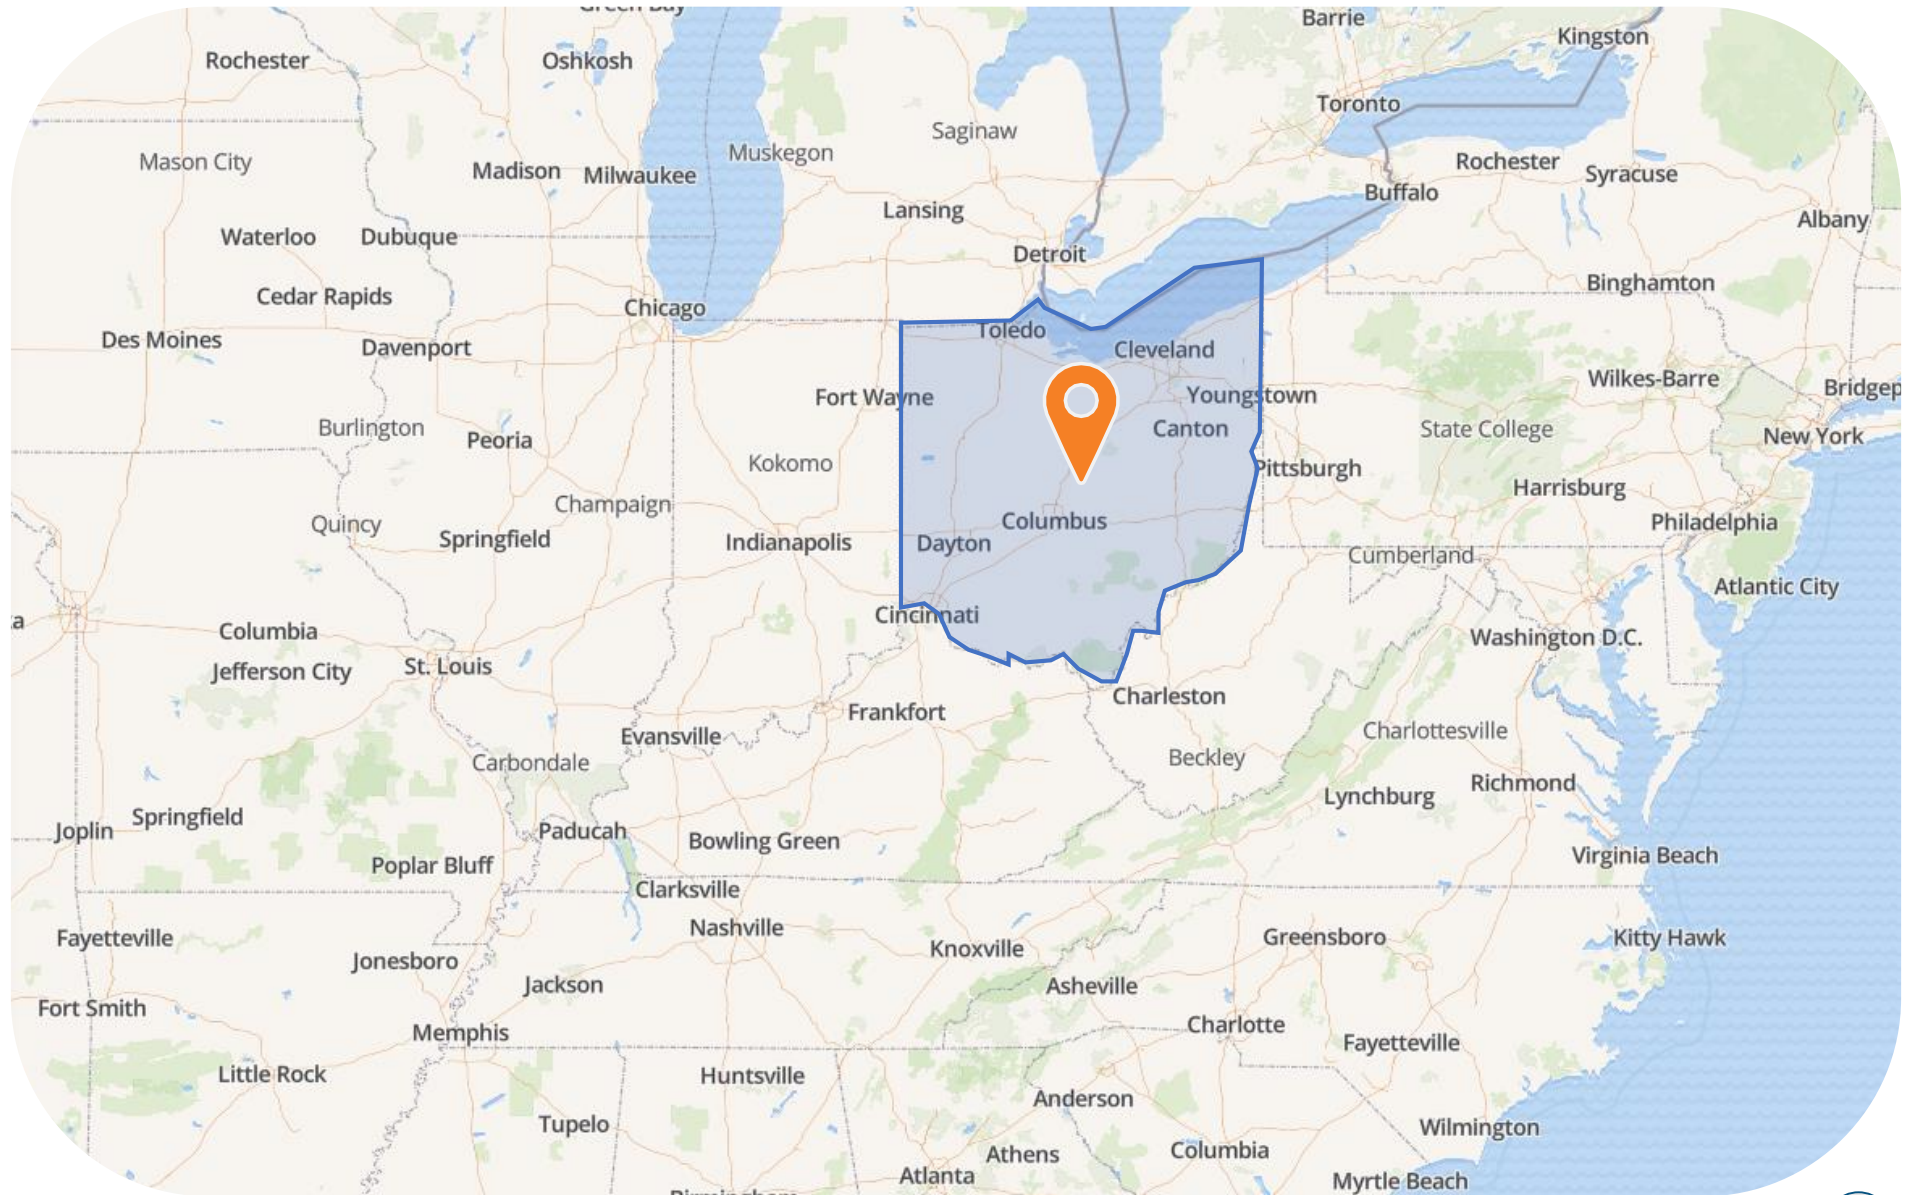 Green Bay
Barrie
Kingston
Rochester
Oshkosh
Toronto
Saginaw
Muskegon
Mason City
Madison
Milwaukee
Rochester
Syracuse
Buffalo
Lansing
Albany
Waterloo
Dubuque
Detroit
Binghamton
Cedar Rapids
Chicago
Toledo
Des Moines
Davenport
Cleveland
Wilkes-Barre
Bridgep
Fort Wayne
Youngstown
Burlington
Peoria
Canton
State College
New York
Kokomo
Pittsburgh
Harrisburg
Champaign
Quincy
Columbus
Philadelphia
Springfield
Indianapolis
Dayton
Cumberland
Atlantic City
Cincinnati
a
Columbia
Washington D.C.
Jefferson City
St. Louis
Charleston
Frankfort
Evansville
Charlottesville
Carbondale
Beckley
Richmond
Lynchburg
Springfield
Joplin
Paducah
Bowling Green
Virginia Beach
Poplar Bluff
Clarksville
Nashville
Fayetteville
Greensboro
Kitty Hawk
Knoxville
Jonesboro
Jackson
Asheville
Fort Smith
Memphis
Charlotte
Fayetteville
Little Rock
Huntsville
Anderson
Tupelo
Wilmington
Athens
Columbia
Atlanta
Myrtle Beach